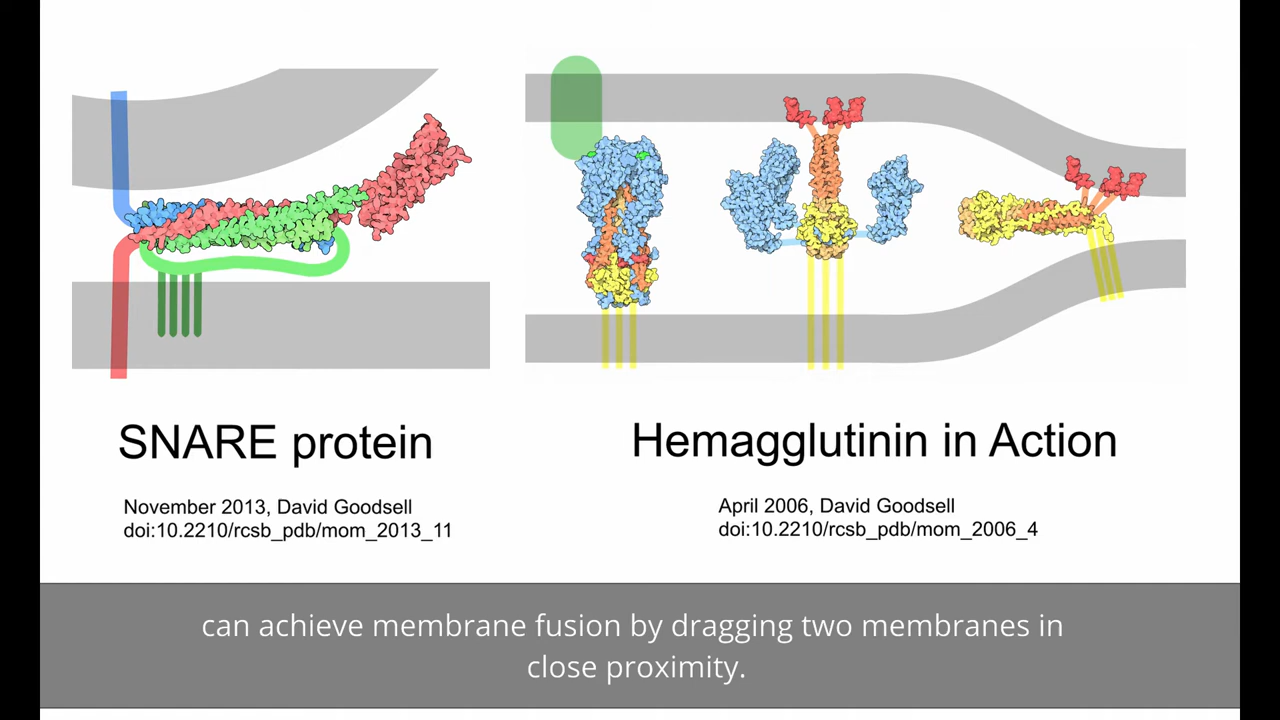 SNARE protein
November 2013, David Goodsell
doi:10.2210/rcsb_pdb/mom_2013_11
Hemagglutinin in Action
April 2006, David Goodsell
doi:10.2210/rcsb_pdb/mom_2006_4
can achieve membrane fusion by dragging two membranes in
close proximity.